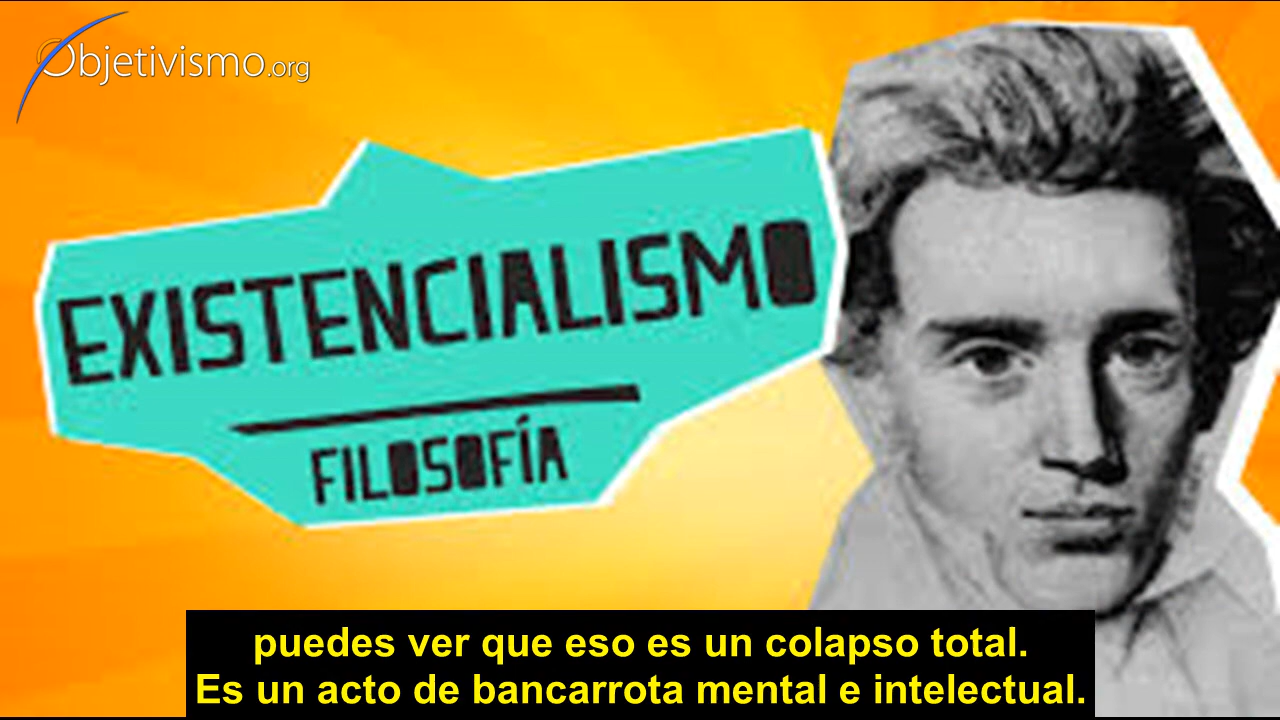 Objetivismo.org
EXISTENCIALISMO
FILOSOFÍA
puedes ver que eso es un colapso total.
Es un acto de bancarrota mental e intelectual.